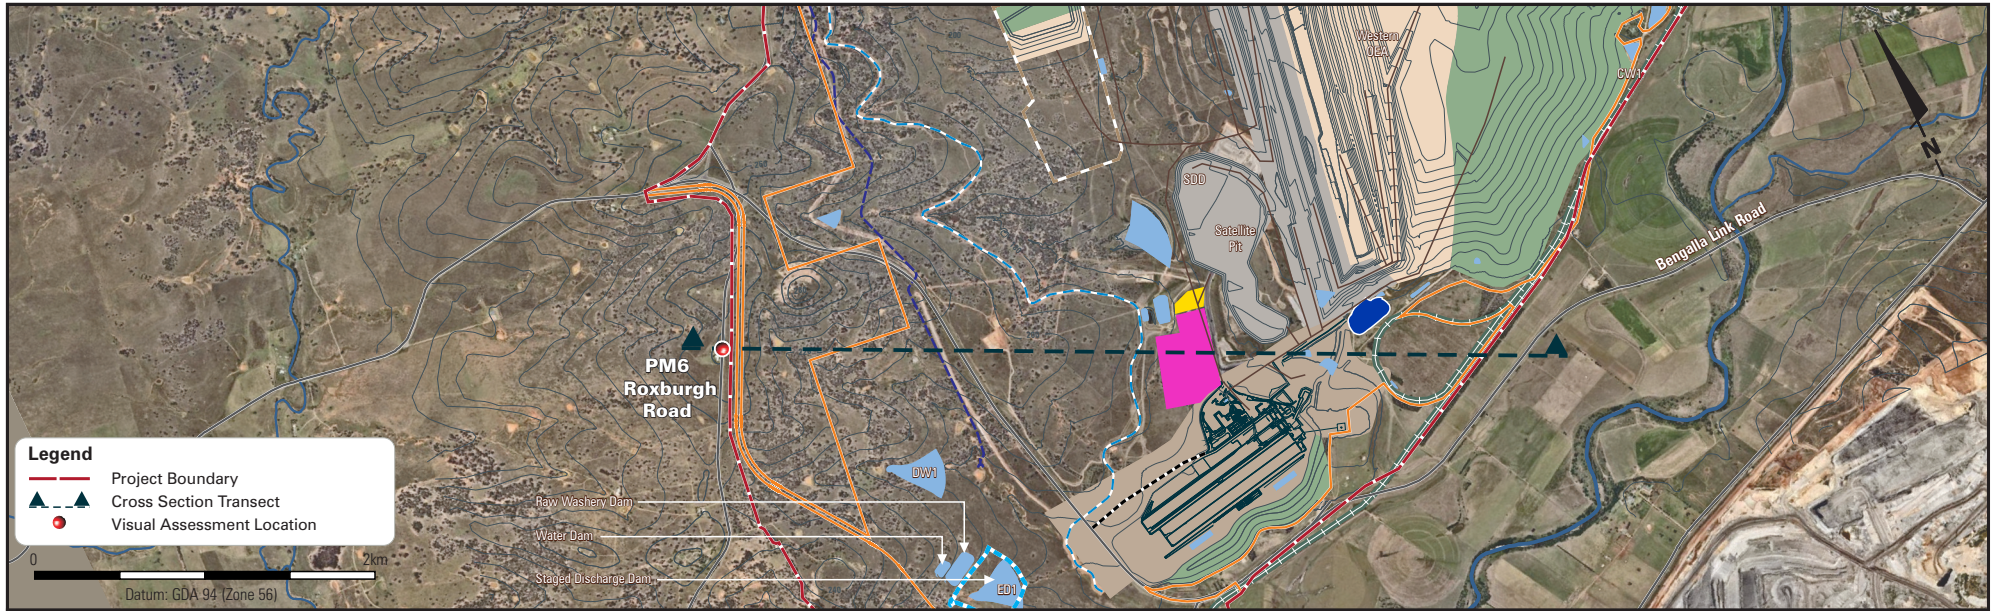 Western
OEA
CW1
N
SDD
Satellite
Pit
Bengalla Link Road
PM6
Roxburgh
Road
DW1
Raw Washery Dam
Water Dam
Staged Discharge Dam
ED1
Legend
Project Boundary
Cross Section Transect
Visual Assessment Location
0
2km
Datum: GDA 94 (Zone 56)